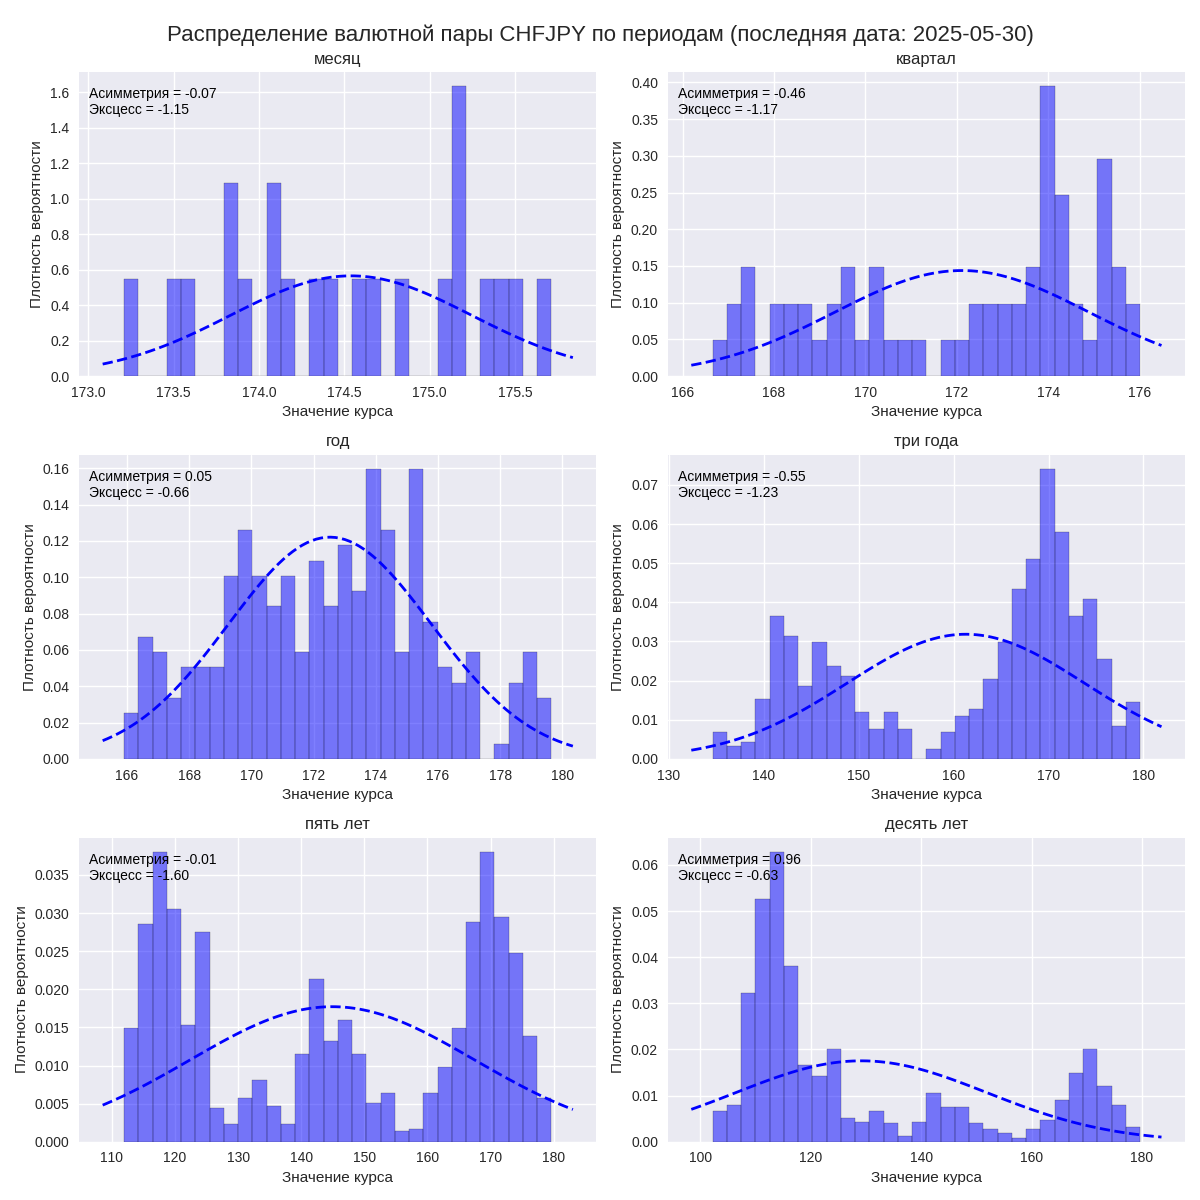 Распределение валютной пары CHFJPY по периодам (последняя дата: 2025-05-30)
месяц
Асимметрия = -0.07
Эксцесс = -1.15
Плотность вероятности
1.6
1.4
1.2
1.0
0.8
0.6
0.4
0.2
0.0
173.0 173.5 174.0 174.5 175.0 175.5
Значение курса
квартал
Асимметрия = -0.46
Эксцесс = -1.17
Плотность вероятности
0.40
0.35
0.30
0.25
0.20
0.15
0.10
0.05
0.00
166 168 170 172 174 176
Значение курса
год
Асимметрия = 0.05
Эксцесс = -0.66
Плотность вероятности
0.16
0.14
0.12
0.10
0.08
0.06
0.04
0.02
0.00
166 168 170 172 174 176 178 180
Значение курса
три года
Асимметрия = -0.55
Эксцесс = -1.23
Плотность вероятности
0.07
0.06
0.05
0.04
0.03
0.02
0.01
0.00
130 140 150 160 170 180
Значение курса
пять лет
Асимметрия = -0.01
Эксцесс = -1.60
Плотность вероятности
0.035
0.030
0.025
0.020
0.015
0.010
0.005
0.000
110 120 130 140 150 160 170 180
Значение курса
десять лет
Асимметрия = 0.96
Эксцесс = -0.63
Плотность вероятности
0.06
0.05
0.04
0.03
0.02
0.01
0.00
100 120 140 160 180
Значение курса